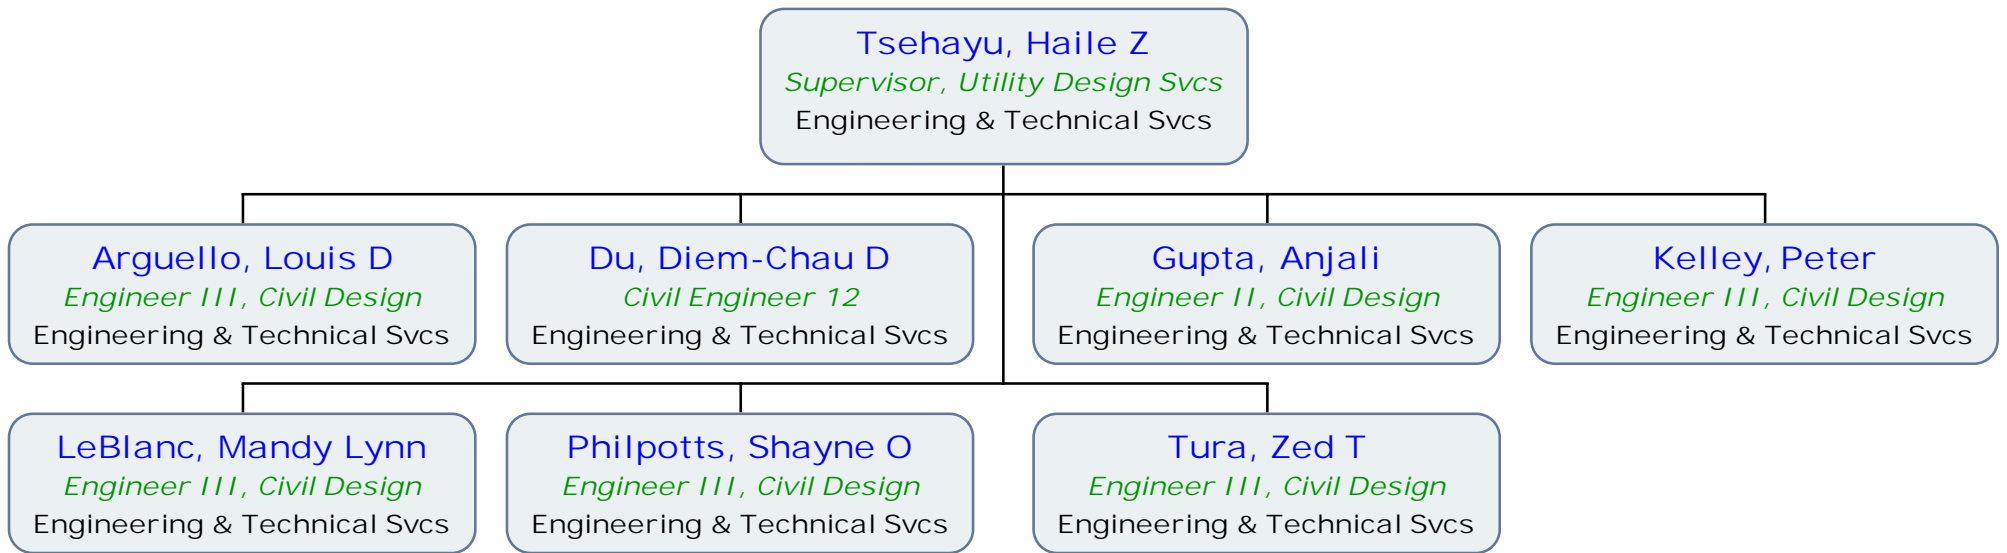 Tsehayu, Haile Z
Supervisor, Utility Design Svcs
Engineering & Technical Svcs
Arguello, Louis D
Engineer III, Civil Design
Engineering & Technical Svcs
Du, Diem-Chau D
Civil Engineer 12
Engineering & Technical Svcs
Gupta, Anjali
Engineer II, Civil Design
Engineering & Technical Svcs
Kelley, Peter
Engineer III, Civil Design
Engineering & Technical Svcs
LeBlanc, Mandy Lynn
Engineer III, Civil Design
Engineering & Technical Svcs
Philpotts, Shayne O
Engineer III, Civil Design
Engineering & Technical Svcs
Tura, Zed T
Engineer III, Civil Design
Engineering & Technical Svcs